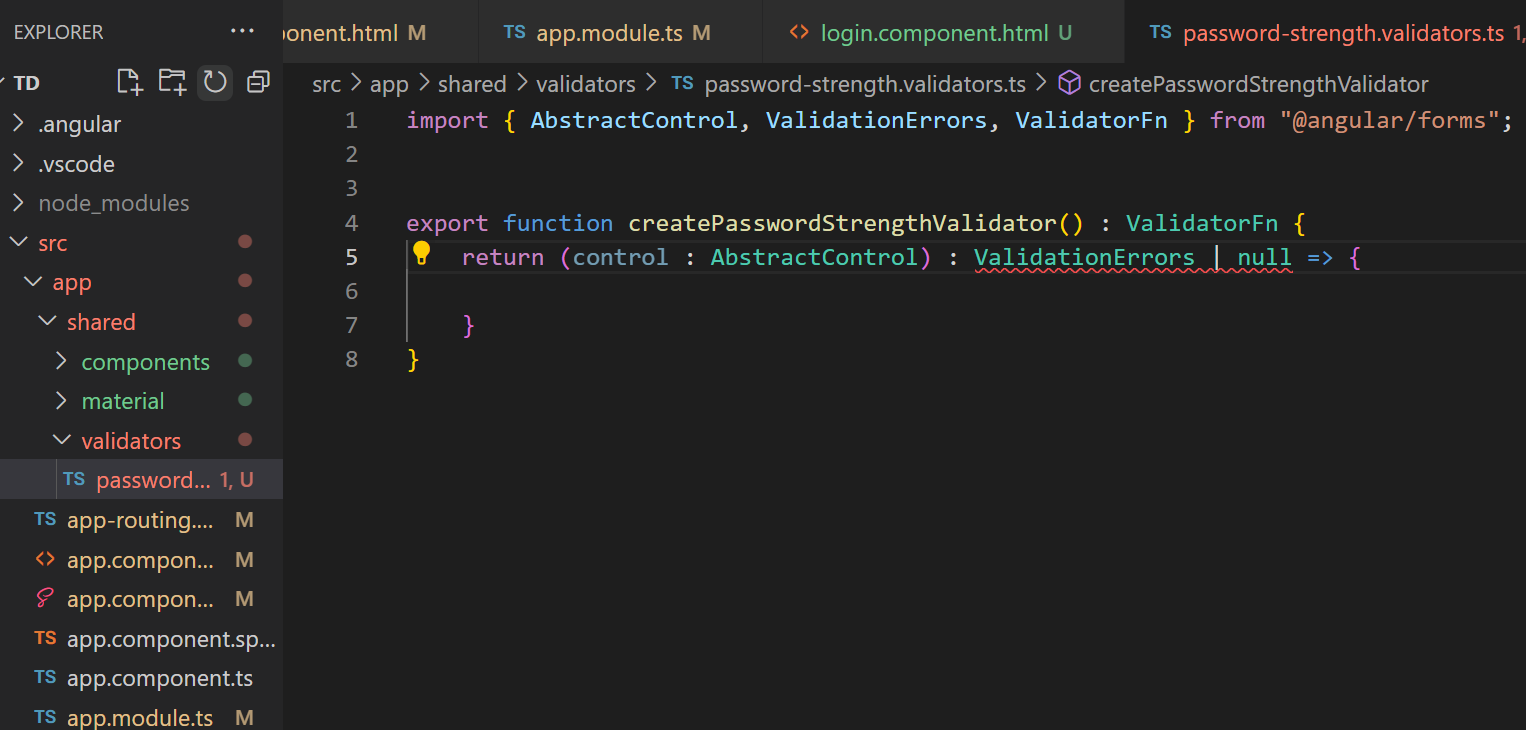 EXPLORER ...
TD
.angular
.vscode
node_modules
src
app
shared
components
material
validators
TS password... 1, U
TS app-routing.... M
<> app.compon... M
app.compon... M
TS app.component.sp...
TS app.component.ts
TS app.module.ts M
onent.html M
TS app.module.ts M
<> login.component.html U
TS password-strength.validators.ts 1,
src > app > shared > validators > TS password-strength.validators.ts > createPasswordStrengthValidator
1 import { AbstractControl, ValidationErrors, ValidatorFn } from "@angular/forms";
2
3
4 export function createPasswordStrengthValidator() : ValidatorFn {
5 return (control : AbstractControl) : ValidationErrors | null => {
6
7 }
8 }